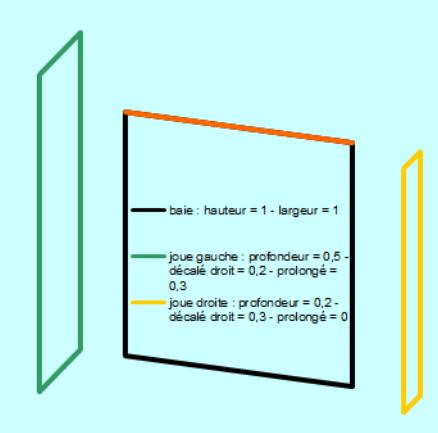 baie : hauteur = 1 - largeur = 1
joue gauche : profondeur = 0,5 -
décalé droit = 0,2 - prolongé =
0,3
joue droite : profondeur = 0,2 -
décalé droit = 0,3 - prolongé = 0